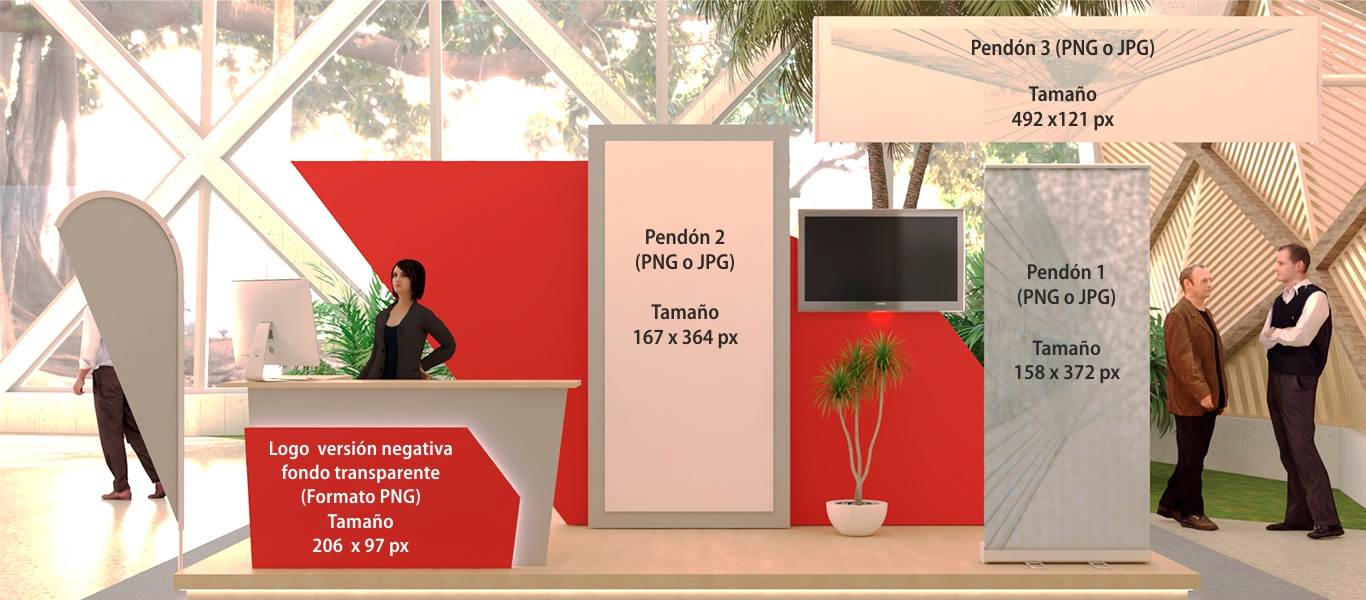 Pendón 3 (PNG o JPG)
Tamaño
492 x121 px
Pendón 2
(PNG o JPG)
Tamaño
167 x 364 px
Pendón 1
(PNG o JPG)
Tamaño
158 x 372 px
Logo versión negativa
fondo transparente
(Formato PNG)
Tamaño
206 x 97 px